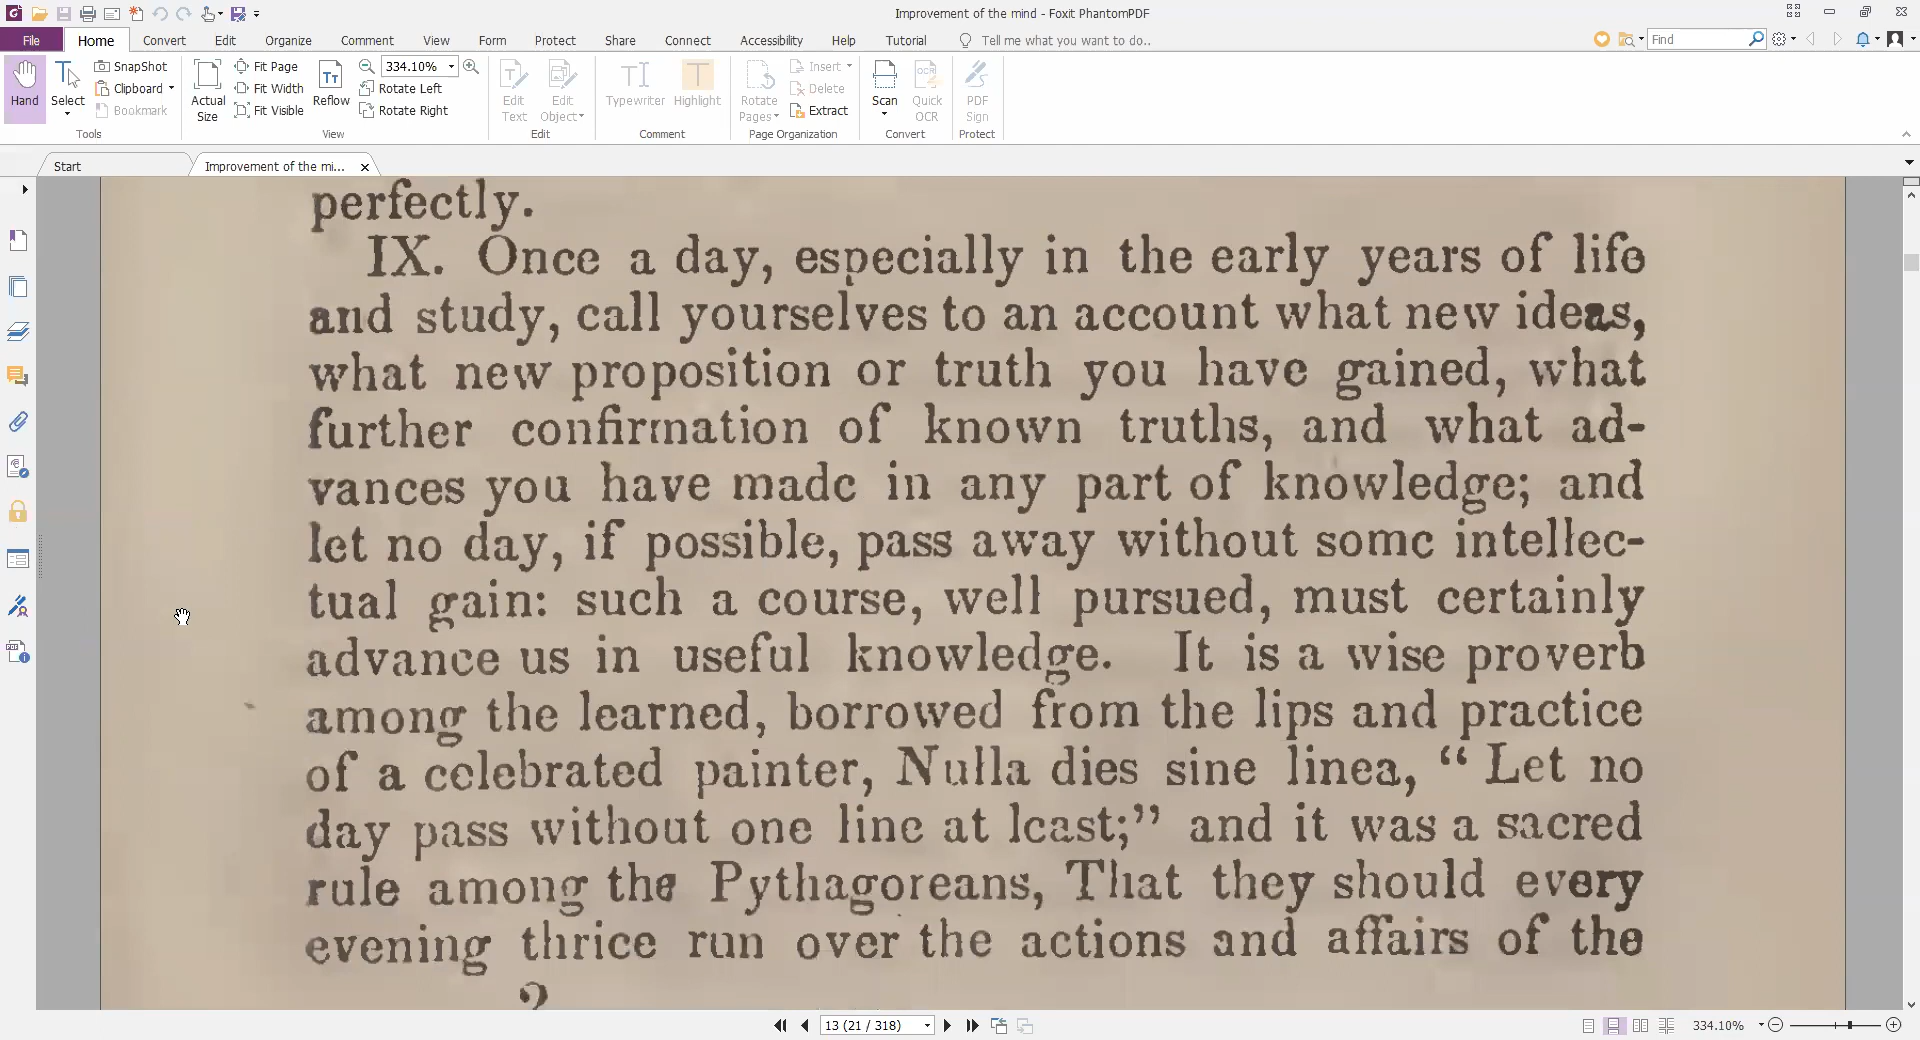 Improvement of the mind - Foxit PhantomPDF
File Home Convert Edit Organize Comment View Form Protect Share Connect Accessibility Help Tutorial Tell me what you want to do.. Find
Hand
Select
SnapShot
Clipboard
Bookmark
Tools
Actual Size
Fit Page
Fit Width
Fit Visible
Reflow
334.10%
Rotate Left
Rotate Right
View
Edit Text
Edit Object
Edit
Typewriter
Highlight
Comment
Rotate Pages
Insert
Delete
Extract
Page Organization
Scan
Quick OCR
Convert
PDF Sign
Protect
Start
Improvement of the mi...
perfectly.
IX. Once a day, especially in the early years of life
and study, call yourselves to an account what new ideas,
what new proposition or truth you have gained, what
further confirmation of known truths, and what ad-
vances you have made in any part of knowledge; and
let no day, if possible, pass away without some intellec-
tual gain: such a course, well pursued, must certainly
advance us in useful knowledge. It is a wise proverb
among the learned, borrowed from the lips and practice
of a celebrated painter, Nulla dies sine linea, “ Let no
day pass without one line at least;” and it was a sacred
rule among the Pythagoreans, That they should every
evening thrice run over the actions and affairs of the
2
13 (21 / 318)
334.10%